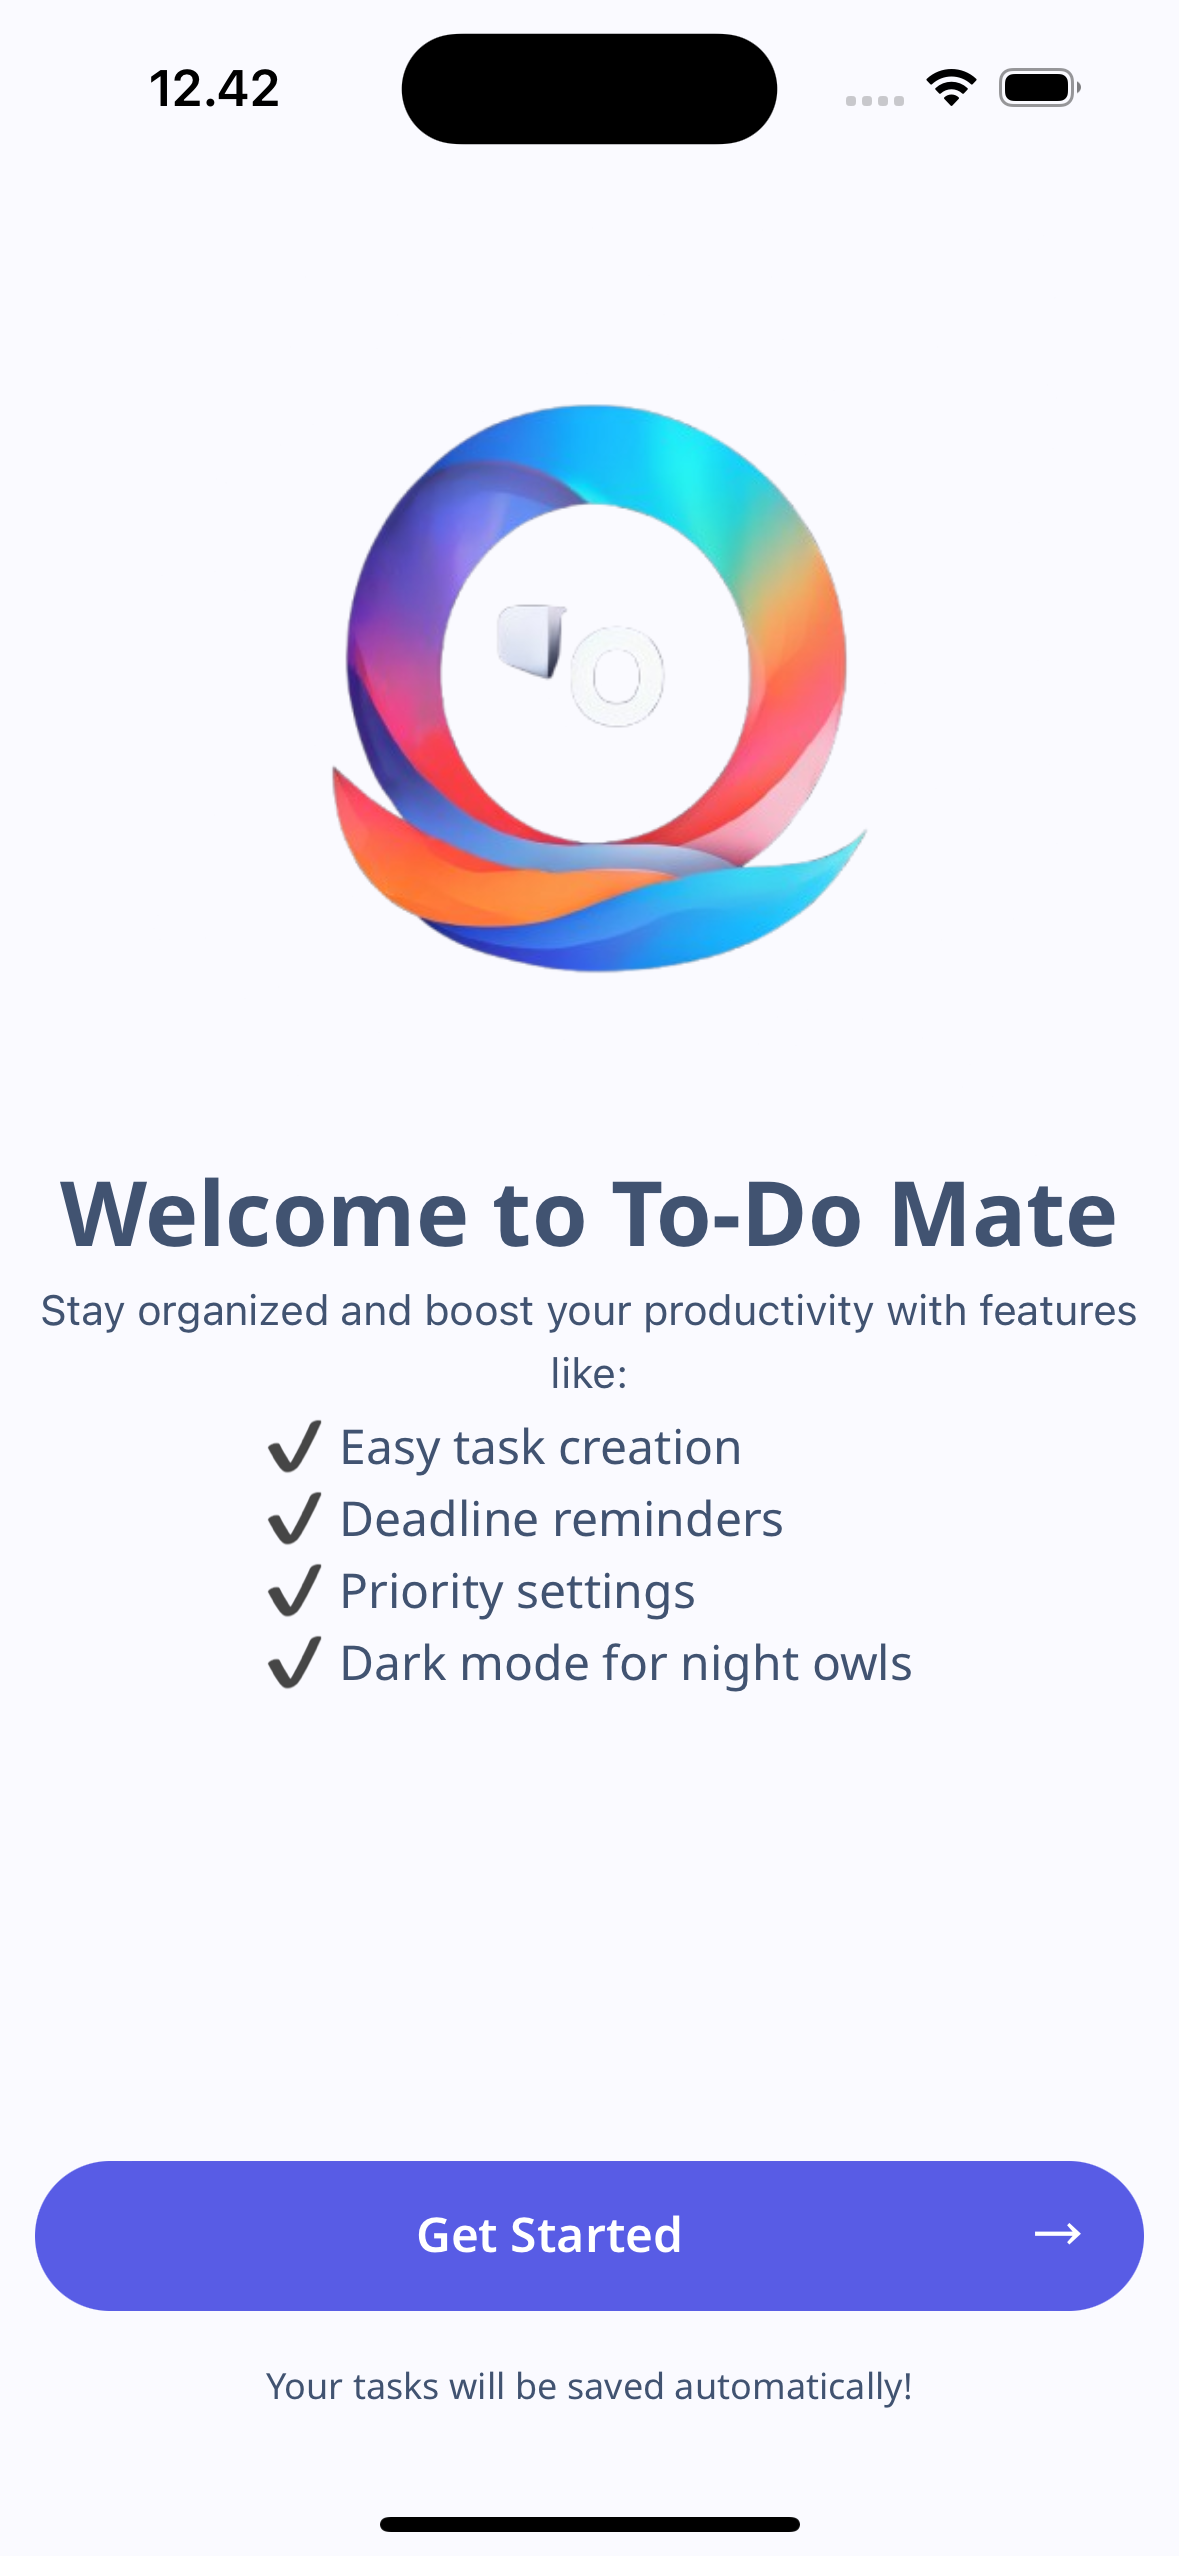 12.42
Welcome to To-Do Mate
Stay organized and boost your productivity with features
like:
✔ Easy task creation
✔ Deadline reminders
✔ Priority settings
✔ Dark mode for night owls
Get Started →
Your tasks will be saved automatically!